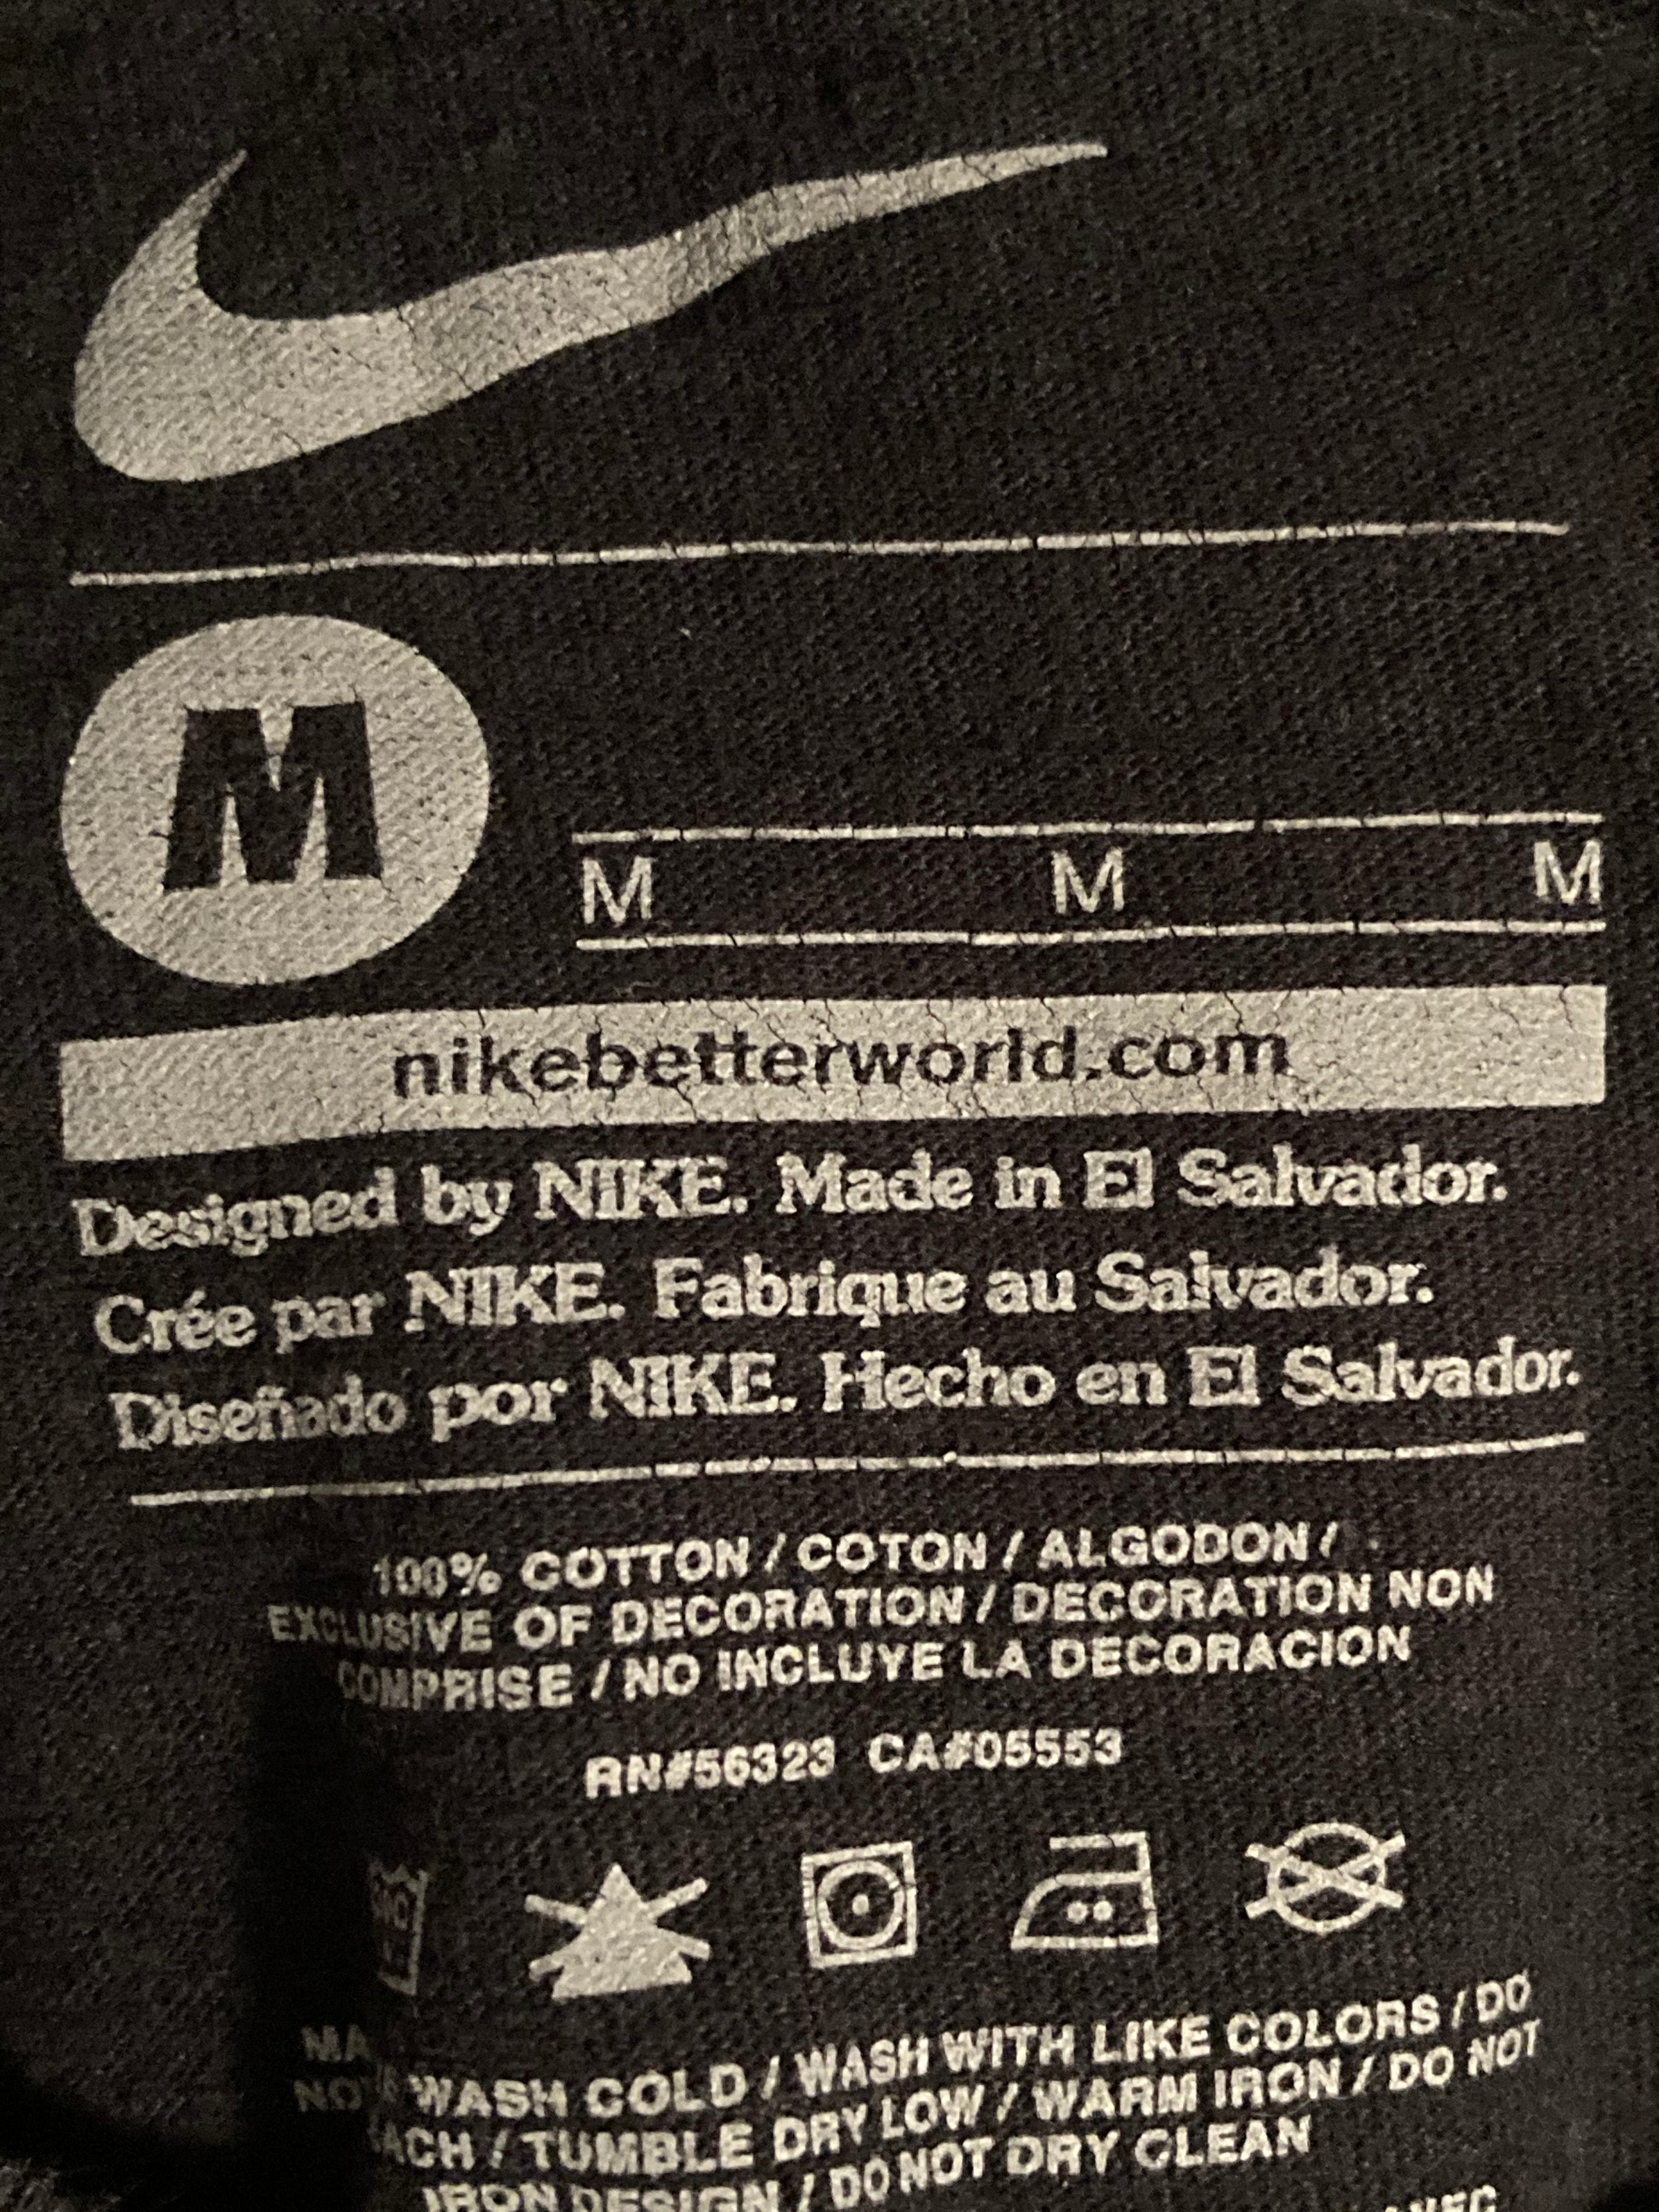 M
M M M
nikebetterworld.com
Designed by NIKE. Made in El Salvador.
Crée par NIKE. Fabrique au Salvador.
Diseñado por NIKE. Hecho en El Salvador.
100% COTTON / COTON / ALGODON /
EXCLUSIVE OF DECORATION / DECORATION NON
COMPRISE / NO INCLUYE LA DECORACION
RN#56323 CA#05553
WASH COLD / WASH WITH LIKE COLORS / DO
/ TUMBLE DRY LOW / WARM IRON / DO NOT
IRON DESIGN / DO NOT DRY CLEAN